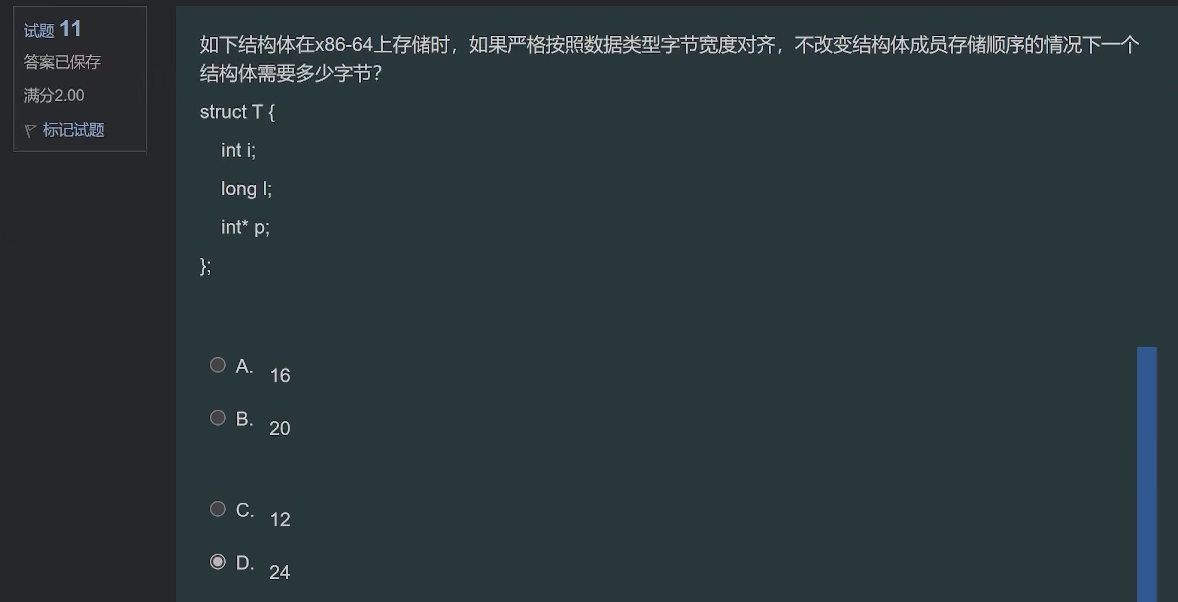 试题 11
答案已保存
满分2.00
标记试题
如下结构体在x86-64上存储时，如果严格按照数据类型字节宽度对齐，不改变结构体成员存储顺序的情况下一个
结构体需要多少字节？
struct T {
int i;
long l;
int* p;
};
A. 16
B. 20
C. 12
D. 24